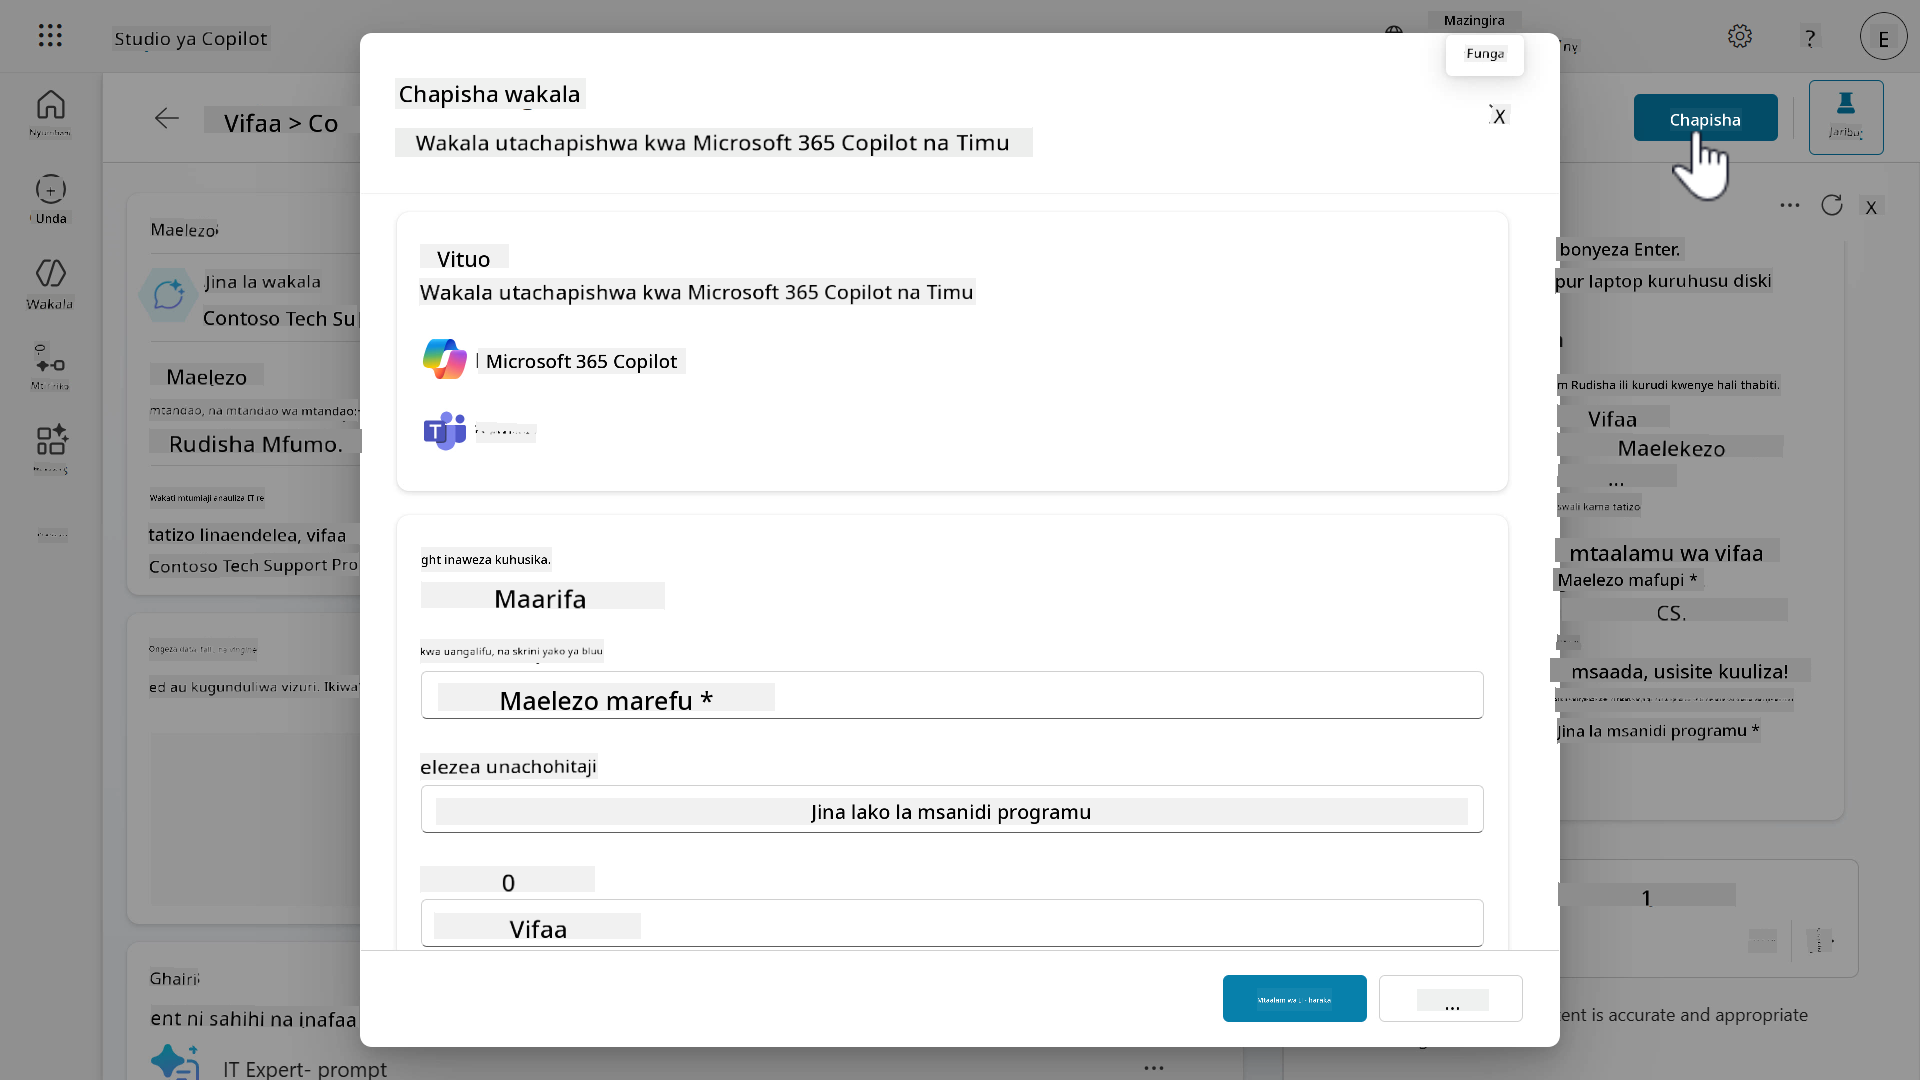 Studio ya Copilot
Mazingira
ny
?
E
Funga
Vifaa > Co
Chapisha
Jaribu
Unda
Wakala
Maelezo
Jina la wakala
Contoso Tech Su
Maelezo
mtandao, na mtandao wa mtandao:
Rudisha Mfumo.
Wakati mtumiaji anauliza IT re
tatizo linaendelea, vifaa
Contoso Tech Support Pro
ed au kugunduliwa vizuri. Ikiwa
Ghairi
ent ni sahihi na inafaa
IT Expert- prompt
...
Chapisha wakala
X
Wakala utachapishwa kwa Microsoft 365 Copilot na Timu
Vituo
Wakala utachapishwa kwa Microsoft 365 Copilot na Timu
Microsoft 365 Copilot
ght inaweza kuhusika.
Maarifa
kwa uangalifu, na skrini yako ya bluu
Maelezo marefu *
elezea unachohitaji
Jina lako la msanidi programu
0
Vifaa
...
... X
bonyeza Enter.
pur laptop kuruhusu diski
m Rudisha ili kurudi kwenye hali thabiti.
Vifaa
Maelekezo
...
swali kama tatizo
mtaalamu wa vifaa
Maelezo mafupi *
CS.
msaada, usisite kuuliza!
Jina la msanidi programu *
1
ent is accurate and appropriate